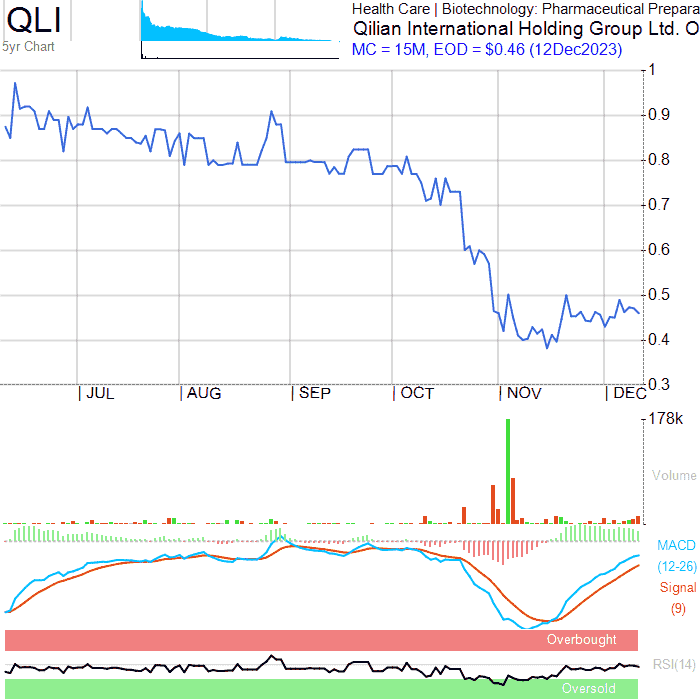 QLI
5yr Chart
Health Care | Biotechnology: Pharmaceutical Prepara
Qilian International Holding Group Ltd. O
MC = 15M, EOD = $0.46 (12Dec2023)
1
0.9
0.8
0.7
0.6
0.5
0.4
0.3
| JUL | AUG | SEP | OCT | NOV | DEC
178k
Volume
MACD
(12-26)
Signal
(9)
Overbought
RSI(14)
Oversold